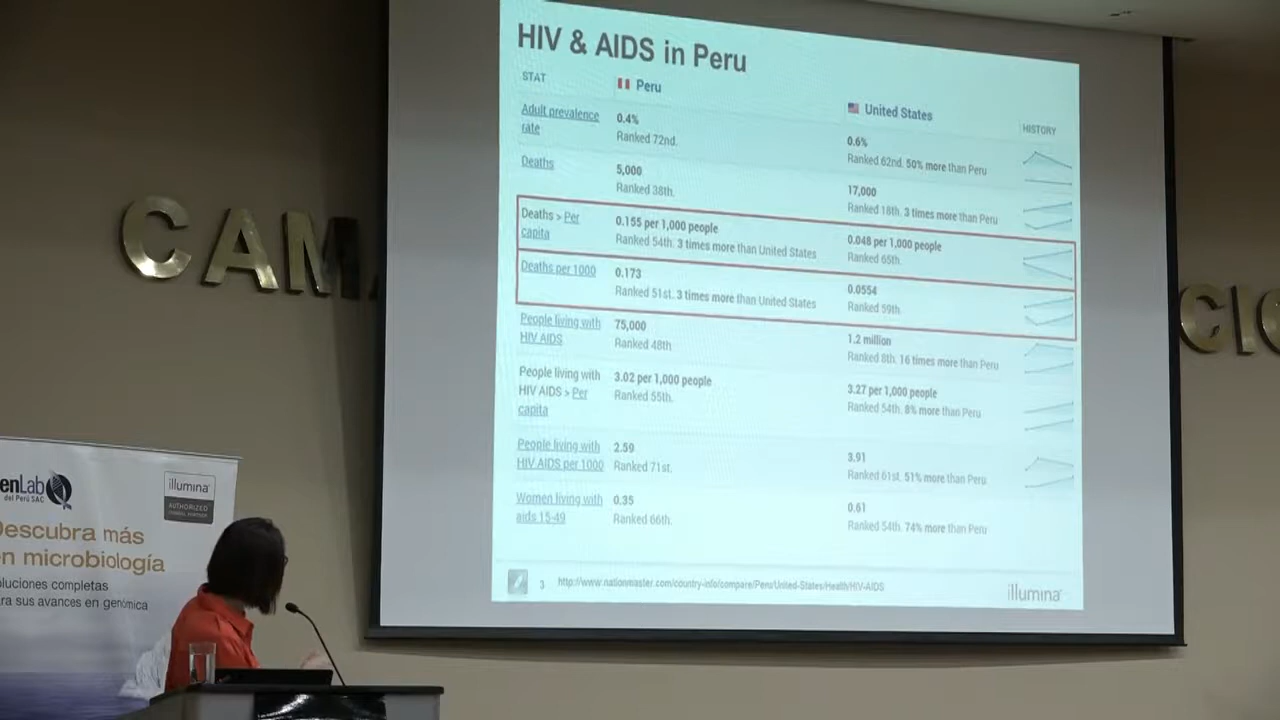 HIV & AIDS in Peru
STAT
Peru
United States
HISTORY
Adult prevalence
rate
0.4%
Ranked 72nd.
0.6%
Ranked 62nd. 50% more than Peru
Deaths
5,000
Ranked 38th.
17,000
Ranked 18th. 3 times more than Peru
Deaths > Per
capita
0.155 per 1,000 people
Ranked 54th. 3 times more than United States
0.048 per 1,000 people
Ranked 65th.
Deaths per 1000
0.173
Ranked 51st. 3 times more than United States
0.0554
Ranked 59th.
People living with
HIV AIDS
75,000
Ranked 48th
1.2 million
Ranked 8th. 16 times more than Peru
People living with
HIV AIDS > Per
capita
3.02 per 1,000 people
Ranked 55th.
3.27 per 1,000 people
Ranked 54th. 8% more than Peru
People living with
HIV AIDS per 1000
2.59
Ranked 71st.
3.91
Ranked 61st. 51% more than Peru
Women living with
aids 15-49
0.35
Ranked 66th.
0.61
Ranked 54th. 74% more than Peru
3
http://www.nationmaster.com/country-info/compare/Peru/United-States/Health/HIV-AIDS
illumina
CAM
CIO
enLab
del Perú SAC
illumina
AUTHORIZED
Descubra más
en microbiología
oluciones completas
ra sus avances en genómica